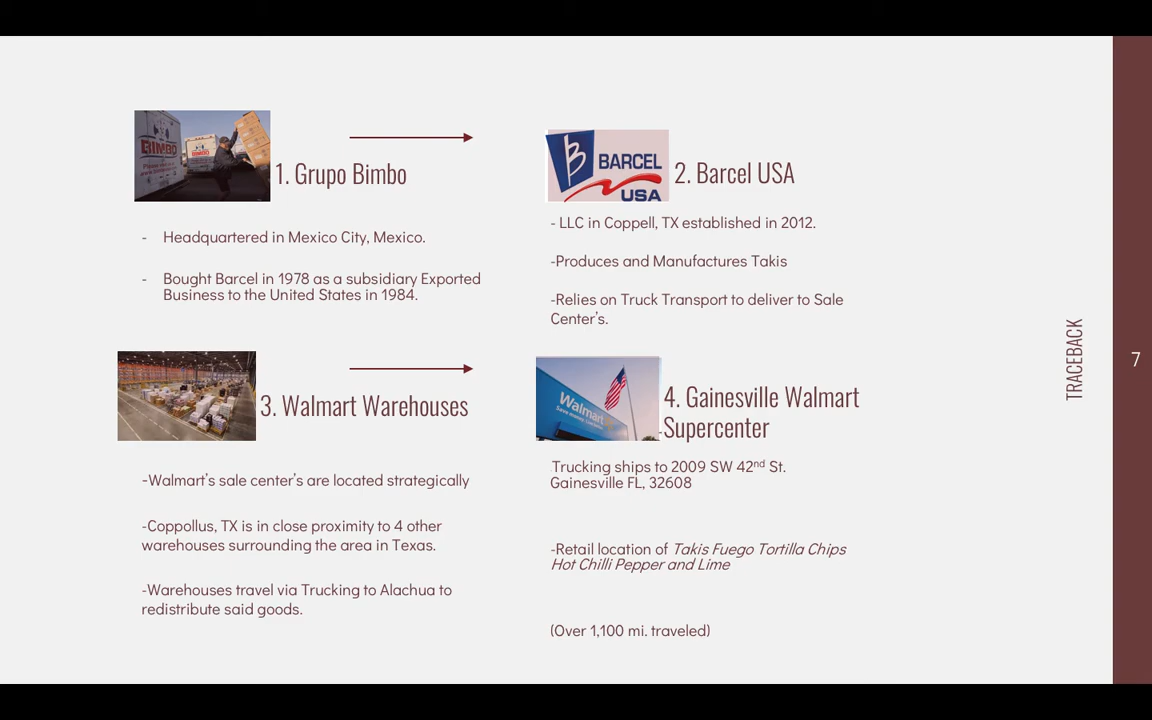 BIMBO
BIMBO
1. Grupo Bimbo
BARCEL
USA
2. Barcel USA
- Headquartered in Mexico City, Mexico.
- Bought Barcel in 1978 as a subsidiary Exported
Business to the United States in 1984.
- LLC in Coppell, TX established in 2012.
-Produces and Manufactures Takis
-Relies on Truck Transport to deliver to Sale
Center's.
3. Walmart Warehouses
Walmart
Save money.
4. Gainesville Walmart
-Supercenter
-Walmart's sale center's are located strategically
-Coppollus, TX is in close proximity to 4 other
warehouses surrounding the area in Texas.
-Warehouses travel via Trucking to Alachua to
redistribute said goods.
Trucking ships to 2009 SW 42nd St.
Gainesville FL, 32608
-Retail location of Takis Fuego Tortilla Chips
Hot Chilli Pepper and Lime
(Over 1,100 mi. traveled)
TRACEBACK
7